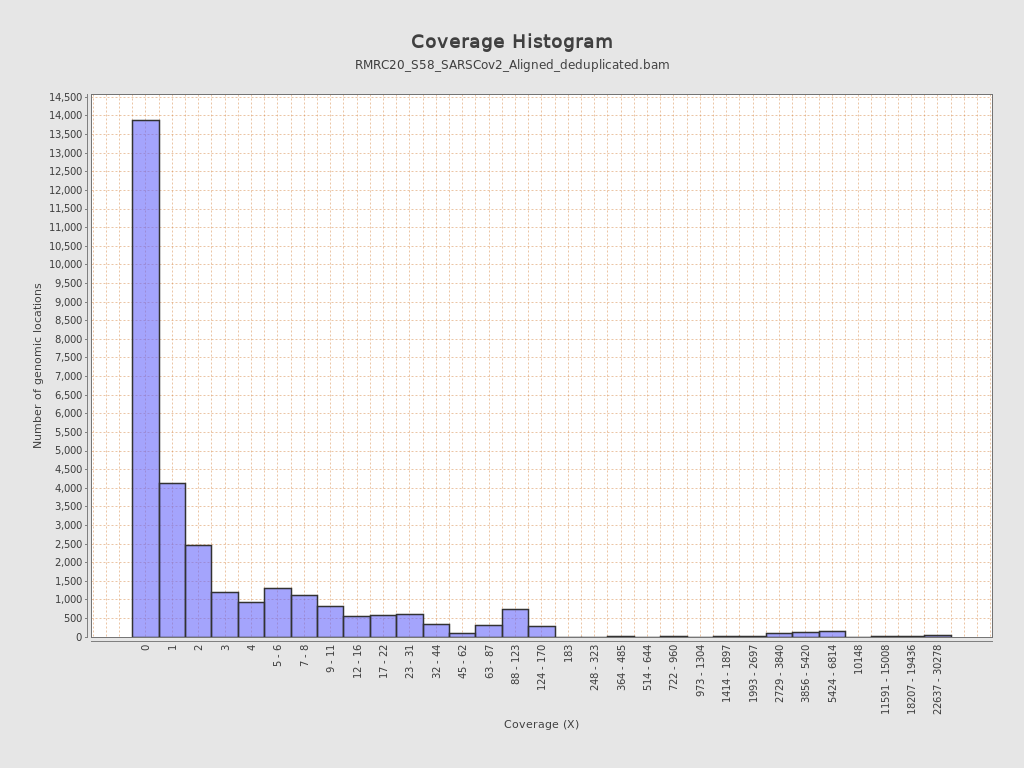 Coverage Histogram
RMRC20_S58_SARSCov2_Aligned_deduplicated.bam
14,500
14,000
13,500
13,000
12,500
12,000
11,500
11,000
10,500
10,000
9,500
9,000
8,500
8,000
7,500
7,000
6,500
6,000
5,500
5,000
4,500
4,000
3,500
3,000
2,500
2,000
1,500
1,000
500
0
Number of genomic locations
0
1
2
3
4
5 - 6
7 - 8
9 - 11
12 - 16
17 - 22
23 - 31
32 - 44
45 - 62
63 - 87
88 - 123
124 - 170
183
248 - 323
364 - 485
514 - 644
722 - 960
973 - 1304
1414 - 1897
1993 - 2697
2729 - 3840
3856 - 5420
5424 - 6814
10148
11591 - 15008
18207 - 19436
22637 - 30278
Coverage (X)